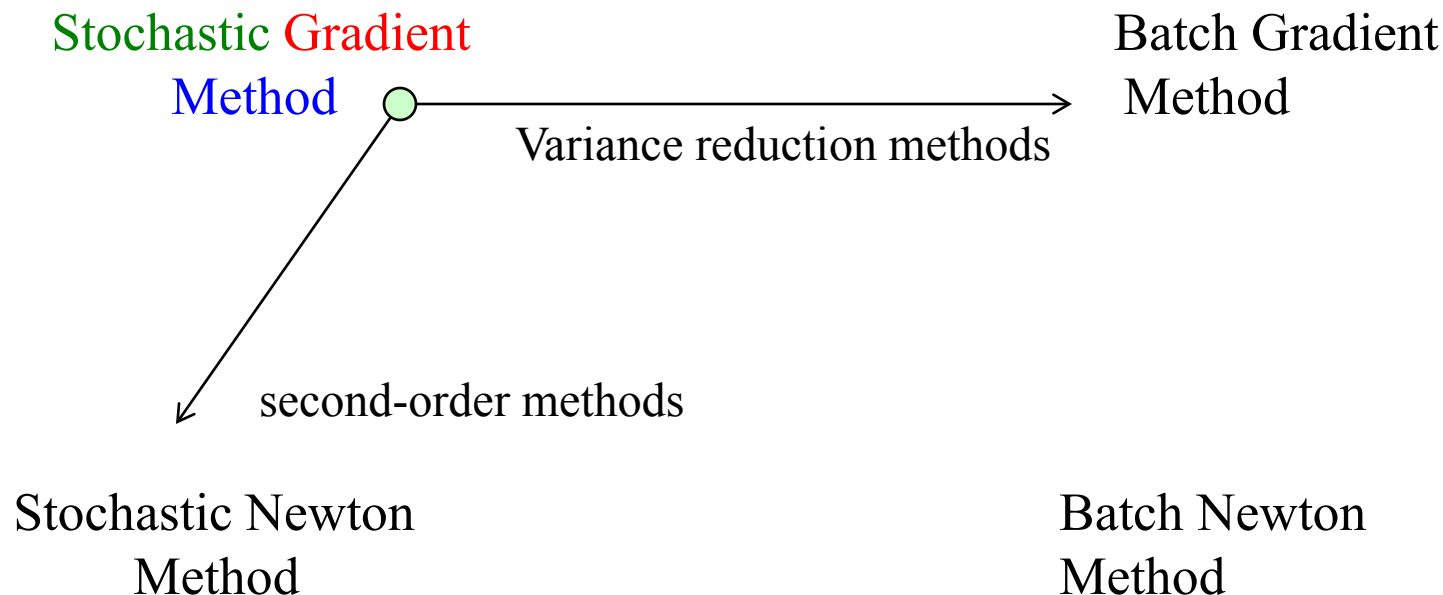 Stochastic Gradient
Method
Batch Gradient
Method
Variance reduction methods
second-order methods
Stochastic Newton
Method
Batch Newton
Method